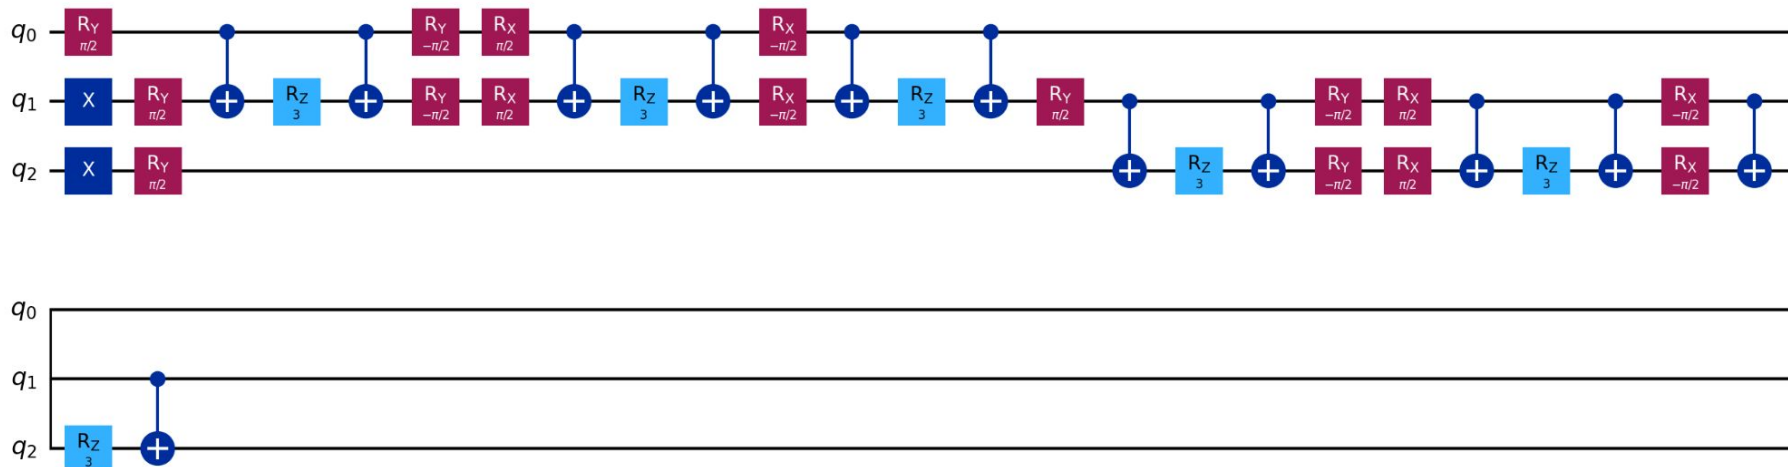 q0 RY π/2 RY −π/2 RX π/2 RX −π/2
q1 X RY π/2 RZ 3 RY −π/2 RX π/2 RZ 3 RX −π/2 RZ 3 RY π/2 RY −π/2 RX π/2 RX −π/2
q2 X RY π/2 RZ 3 RY −π/2 RX π/2 RZ 3 RX −π/2
q0
q1
q2 RZ 3